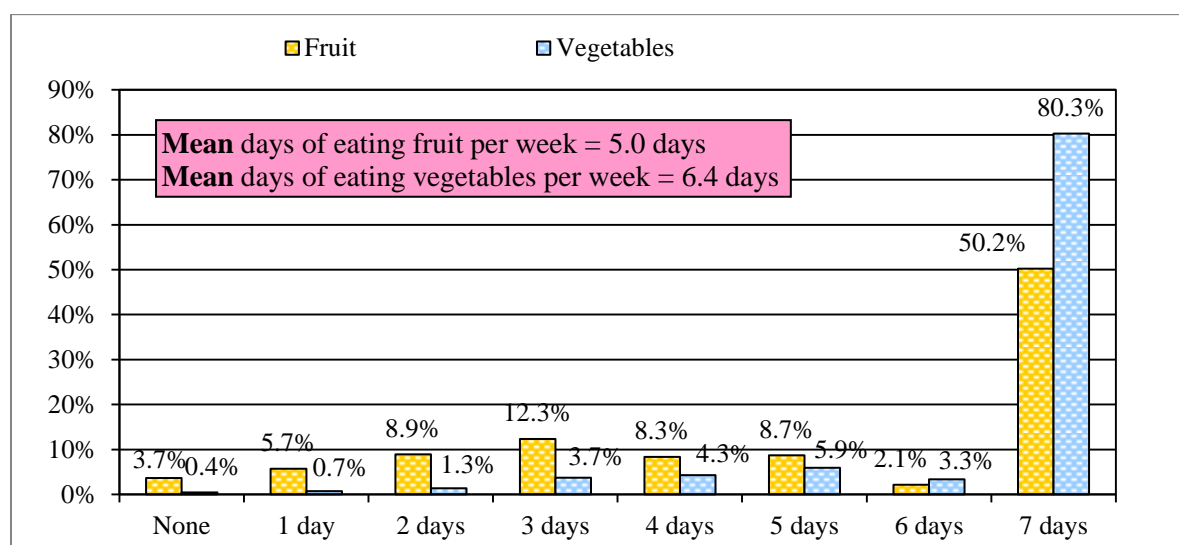 Fruit Vegetables
90%
80%
70%
60%
50%
40%
30%
20%
10%
0%
Mean days of eating fruit per week = 5.0 days
Mean days of eating vegetables per week = 6.4 days
3.7% 0.4% 5.7% 0.7% 8.9% 1.3% 12.3% 3.7% 8.3% 4.3% 8.7% 5.9% 2.1% 3.3% 50.2% 80.3%
None 1 day 2 days 3 days 4 days 5 days 6 days 7 days